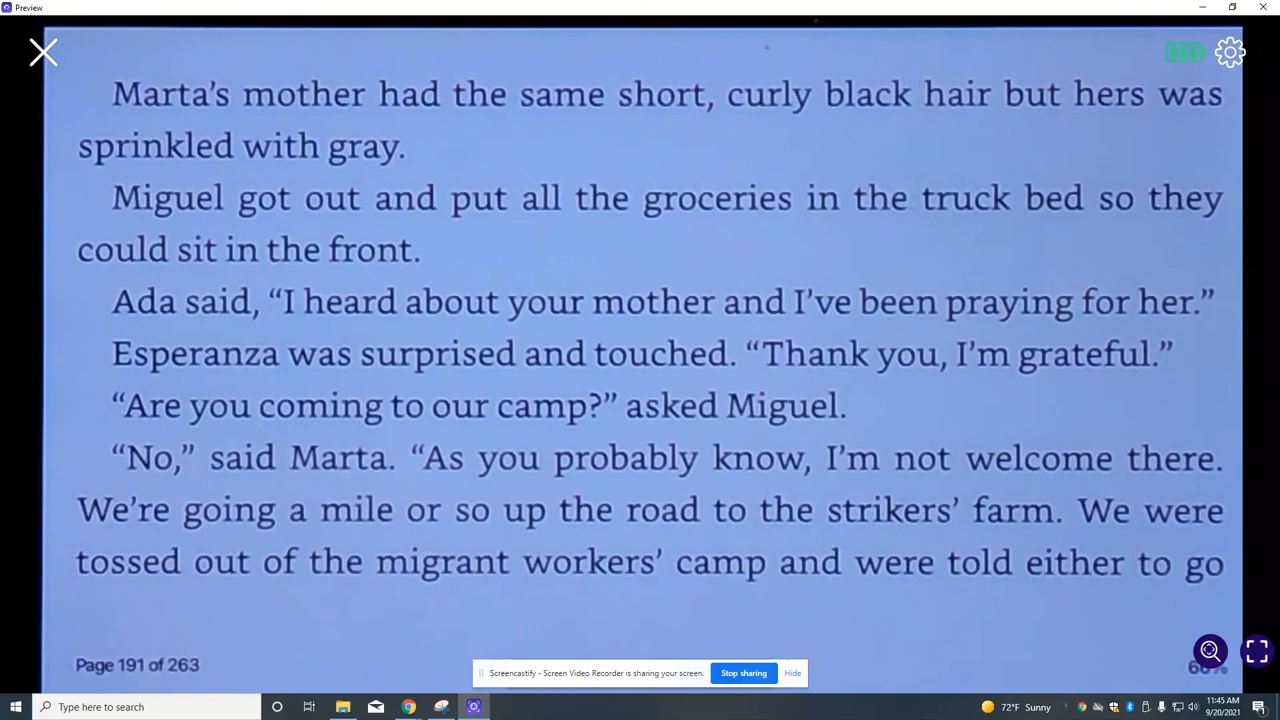 Preview
Marta's mother had the same short, curly black hair but hers was
sprinkled with gray.
Miguel got out and put all the groceries in the truck bed so they
could sit in the front.
Ada said, “I heard about your mother and I've been praying for her.”
Esperanza was surprised and touched. “Thank you, I'm grateful.”
“Are you coming to our camp?” asked Miguel.
“No,” said Marta. “As you probably know, I'm not welcome there.
We're going a mile or so up the road to the strikers' farm. We were
tossed out of the migrant workers' camp and were told either to go
Page 191 of 263
Screencastify - Screen Video Recorder is sharing your screen.
Stop sharing
Hide
Type here to search
72°F Sunny
11:45 AM
9/20/2021